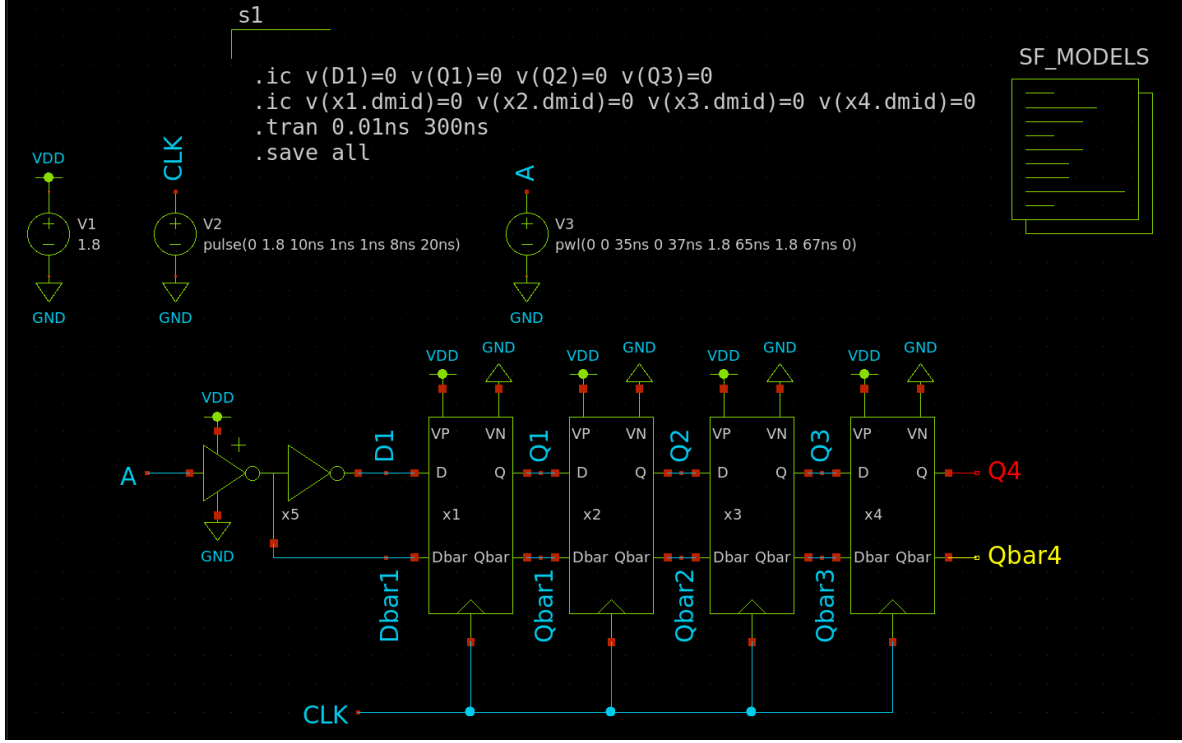 s1
.ic v(D1)=0 v(Q1)=0 v(Q2)=0 v(Q3)=0
.ic v(x1.dmid)=0 v(x2.dmid)=0 v(x3.dmid)=0 v(x4.dmid)=0
.tran 0.01ns 300ns
.save all
SF_MODELS
VDD
V1
1.8
GND
CLK
V2
pulse(0 1.8 10ns 1ns 1ns 8ns 20ns)
GND
A
V3
pwl(0 0 35ns 0 37ns 1.8 65ns 1.8 67ns 0)
GND
A
VDD
GND
x5
D1
Dbar1
VDD
GND
VP VN
D Q
x1
Dbar Qbar
Q1
Qbar1
VDD
GND
VP VN
D Q
x2
Dbar Qbar
Q2
Qbar2
VDD
GND
VP VN
D Q
x3
Dbar Qbar
Q3
Qbar3
VDD
GND
VP VN
D Q
x4
Dbar Qbar
Q4
Qbar4
CLK